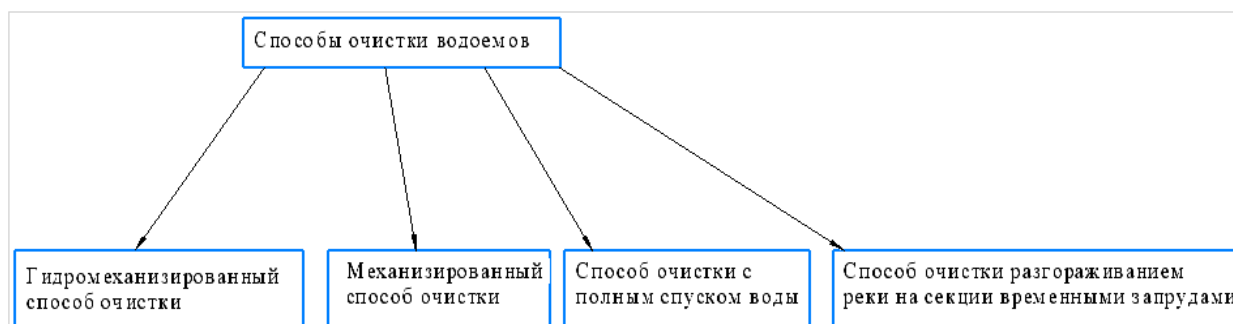 Способы очистки водоемов
Гидромеханизированный
способ очистки
Механизированный
способ очистки
Способ очистки с
полным спуском воды
Способ очистки разгораживанием
реки на секции временными запрудами